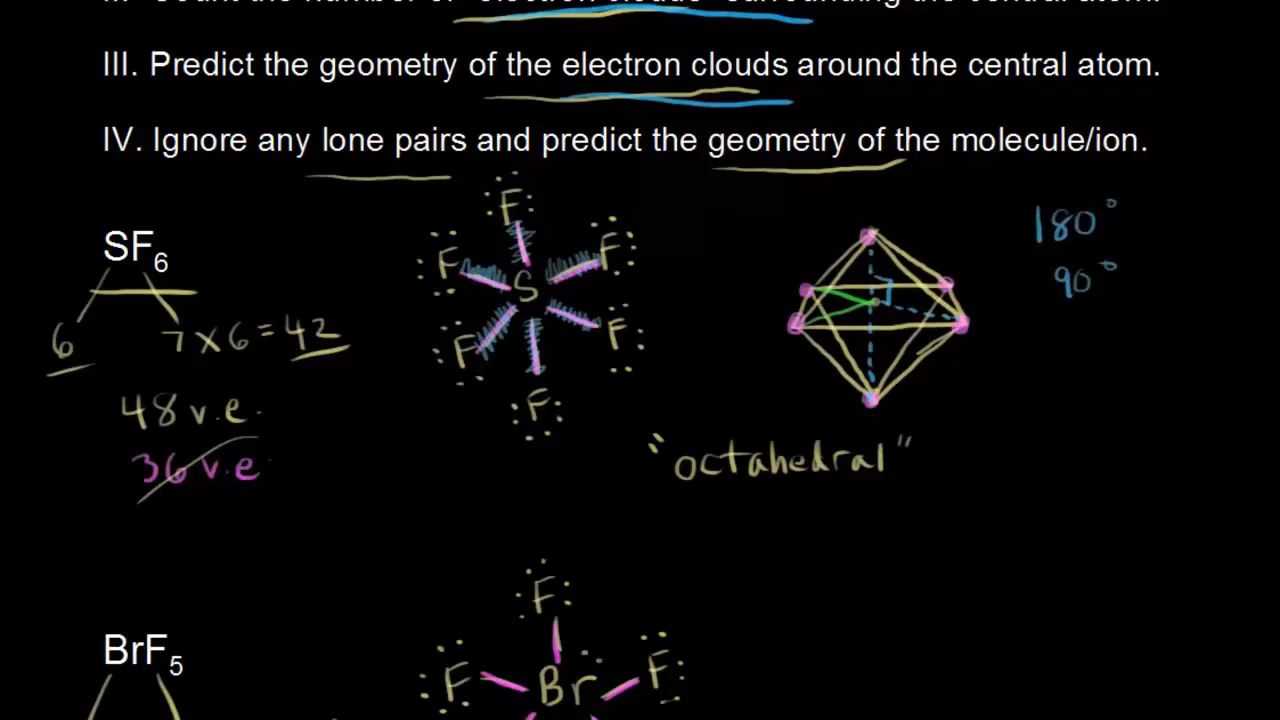 III. Predict the geometry of the electron clouds around the central atom.
IV. Ignore any lone pairs and predict the geometry of the molecule/ion.
SF6
6
7 x 6 = 42
48 v.e.
36 v.e
F
F
F
S
F
F
F
180°
90°
"octahedral"
BrF5
F
F
Br
F